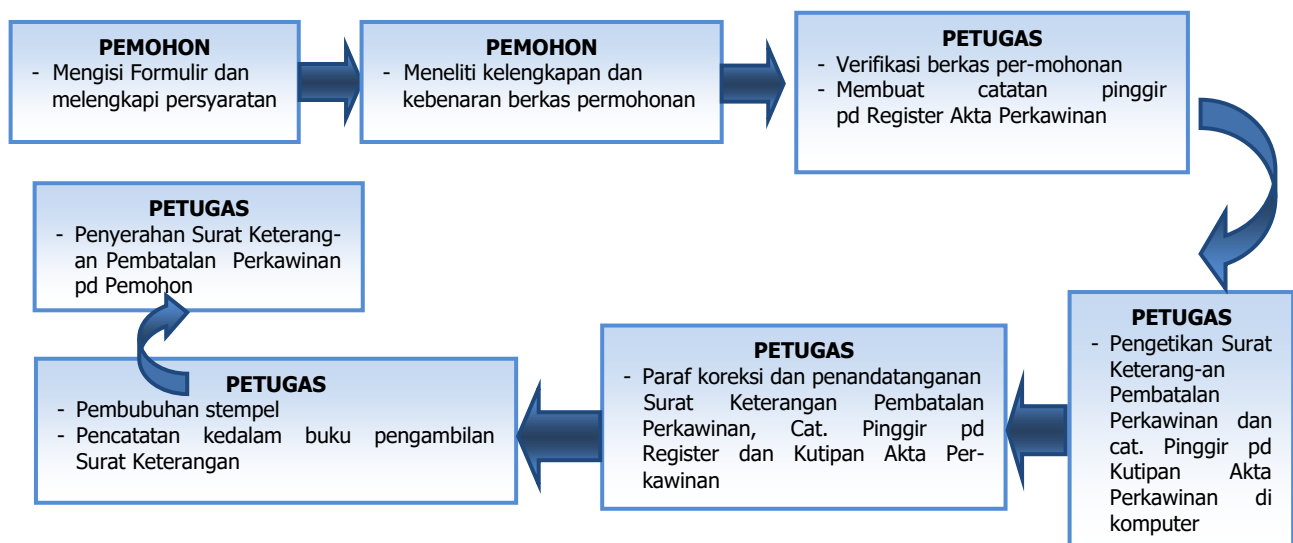 PEMOHON
- Mengisi Formulir dan
melengkapi persyaratan
PEMOHON
- Meneliti kelengkapan dan
kebenaran berkas permohonan
PETUGAS
- Verifikasi berkas per-mohonan
- Membuat catatan pinggir
pd Register Akta Perkawinan
PETUGAS
- Pengetikan Surat
Keterang-an
Pembatalan
Perkawinan dan
cat. Pinggir pd
Kutipan Akta
Perkawinan di
komputer
PETUGAS
- Paraf koreksi dan penandatanganan
Surat Keterangan Pembatalan
Perkawinan, Cat. Pinggir pd
Register dan Kutipan Akta Per-
kawinan
PETUGAS
- Pembubuhan stempel
- Pencatatan kedalam buku pengambilan
Surat Keterangan
PETUGAS
- Penyerahan Surat Keterang-
an Pembatalan Perkawinan
pd Pemohon